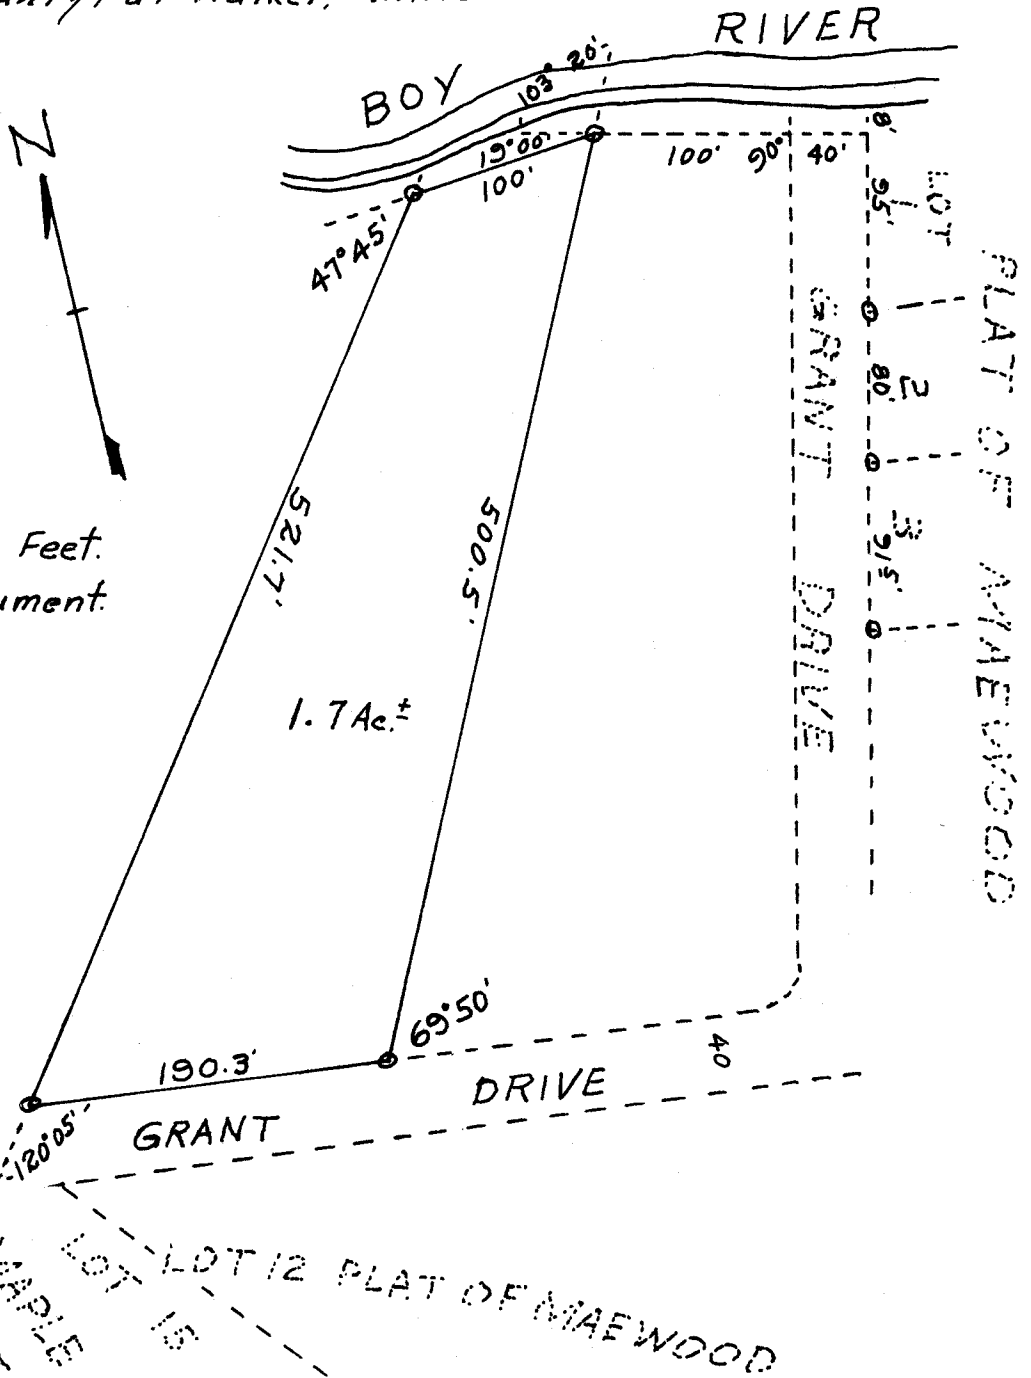 BOY RIVER
N
103° 20'
19°00'
100'
100'
90°
40'
8'
47°45'
LOT 1
95'
2
80'
3
91.5'
PLAT OF MAEWOOD
GRANT DRIVE
Feet.
521.7'
500.5'
1.7 Ac.±
69°50'
190.3'
40
GRANT DRIVE
120°05'
LOT 15
LOT 12 PLAT OF MAEWOOD